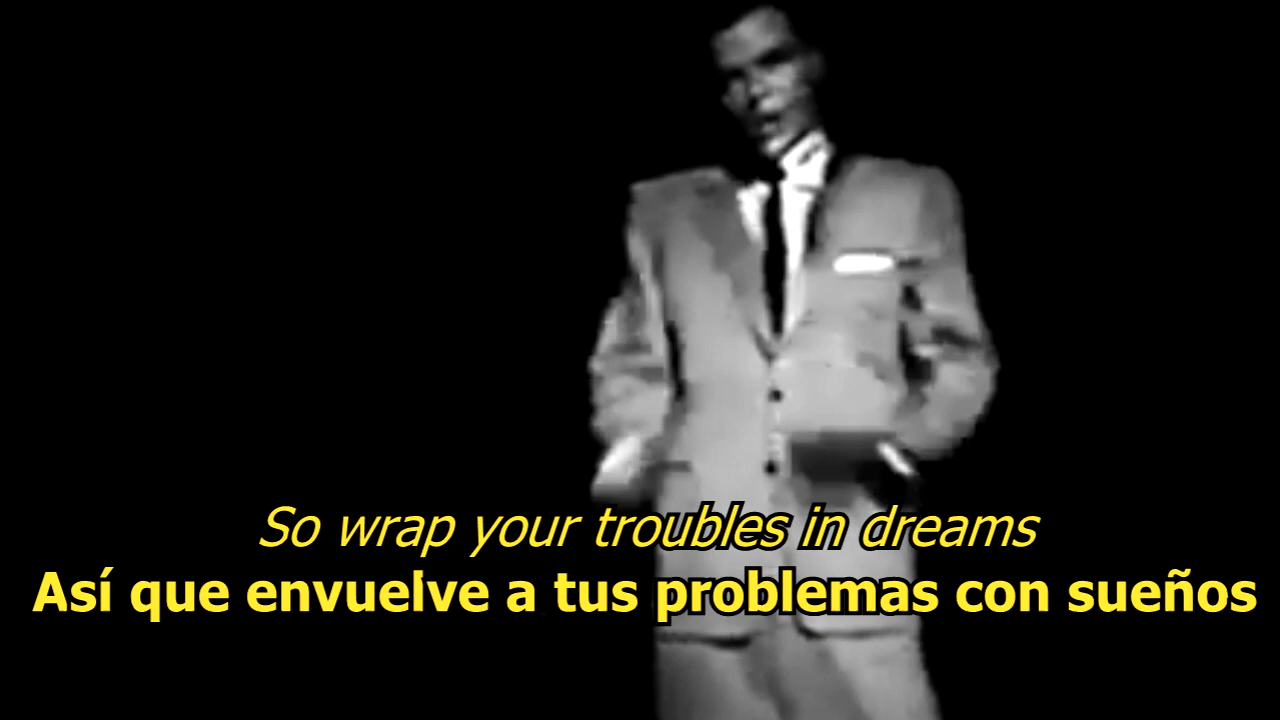 So wrap your troubles in dreams
Así que envuelve a tus problemas con sueños